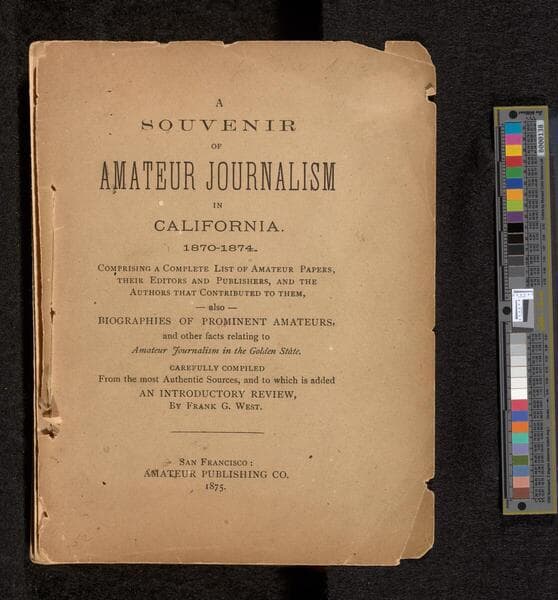 A
SOUVENIR
OF
AMATEUR JOURNALISM
IN
CALIFORNIA.
1870-1874.
COMPRISING A COMPLETE LIST OF AMATEUR PAPERS,
THEIR EDITORS AND PUBLISHERS, AND THE
AUTHORS THAT CONTRIBUTED TO THEM,
— also —
BIOGRAPHIES OF PROMINENT AMATEURS,
and other facts relating to
Amateur Journalism in the Golden State.
CAREFULLY COMPILED
From the most Authentic Sources, and to which is added
AN INTRODUCTORY REVIEW,
BY FRANK G. WEST.
SAN FRANCISCO:
AMATEUR PUBLISHING CO.
1875.